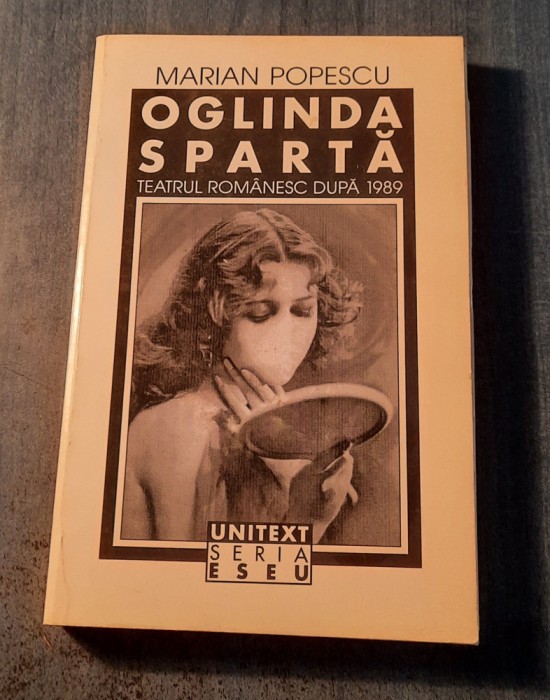 MARIAN POPESCU
OGLINDA
SPARTĂ
TEATRUL ROMÂNESC DUPĂ 1989
UNITEXT
SERIA
ESEU